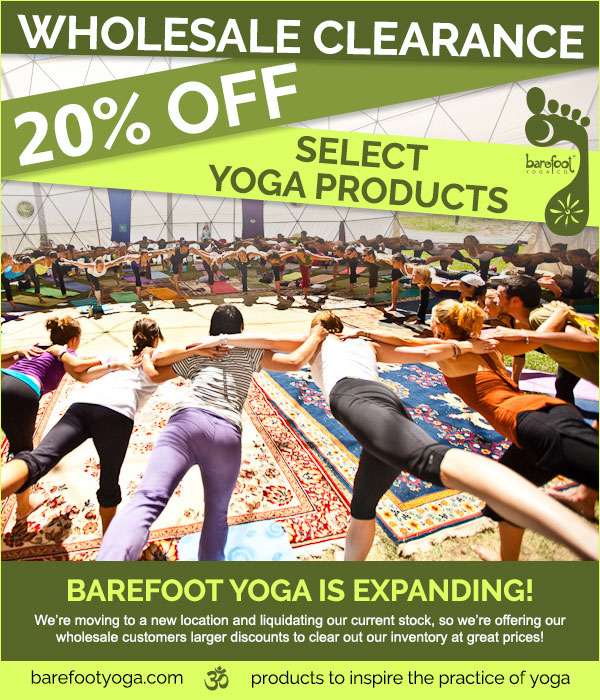 WHOLESALE CLEARANCE
20% OFF
SELECT
YOGA PRODUCTS
barefoot®
YOGA CO.
BAREFOOT YOGA IS EXPANDING!
We're moving to a new location and liquidating our current stock, so we're offering our
wholesale customers larger discounts to clear out our inventory at great prices!
barefootyoga.com ॐ products to inspire the practice of yoga